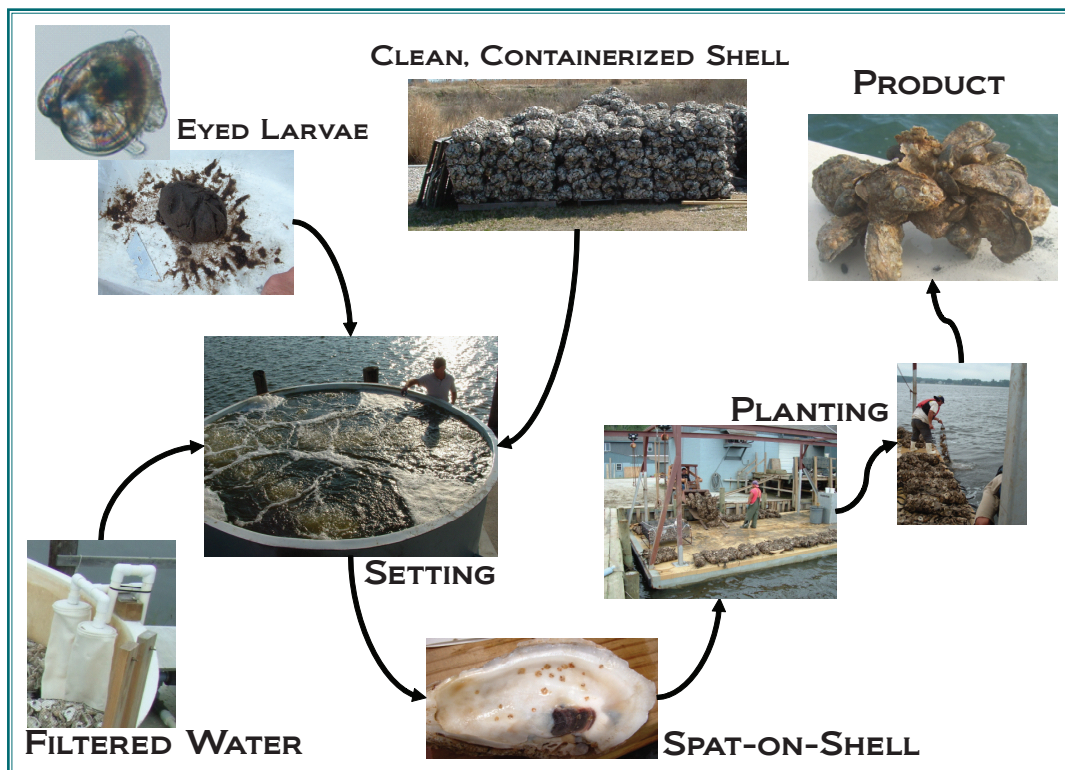 Clean, Containerized Shell
Product
Eyed Larvae
Planting
Setting
Filtered Water
Spat-on-Shell